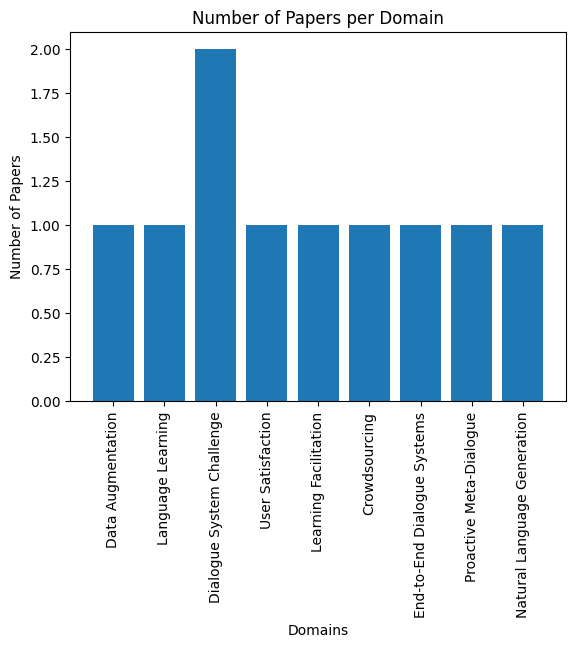 Number of Papers per Domain
Number of Papers
2.00
1.75
1.50
1.25
1.00
0.75
0.50
0.25
0.00
Data Augmentation
Language Learning
Dialogue System Challenge
User Satisfaction
Learning Facilitation
Crowdsourcing
End-to-End Dialogue Systems
Proactive Meta-Dialogue
Natural Language Generation
Domains